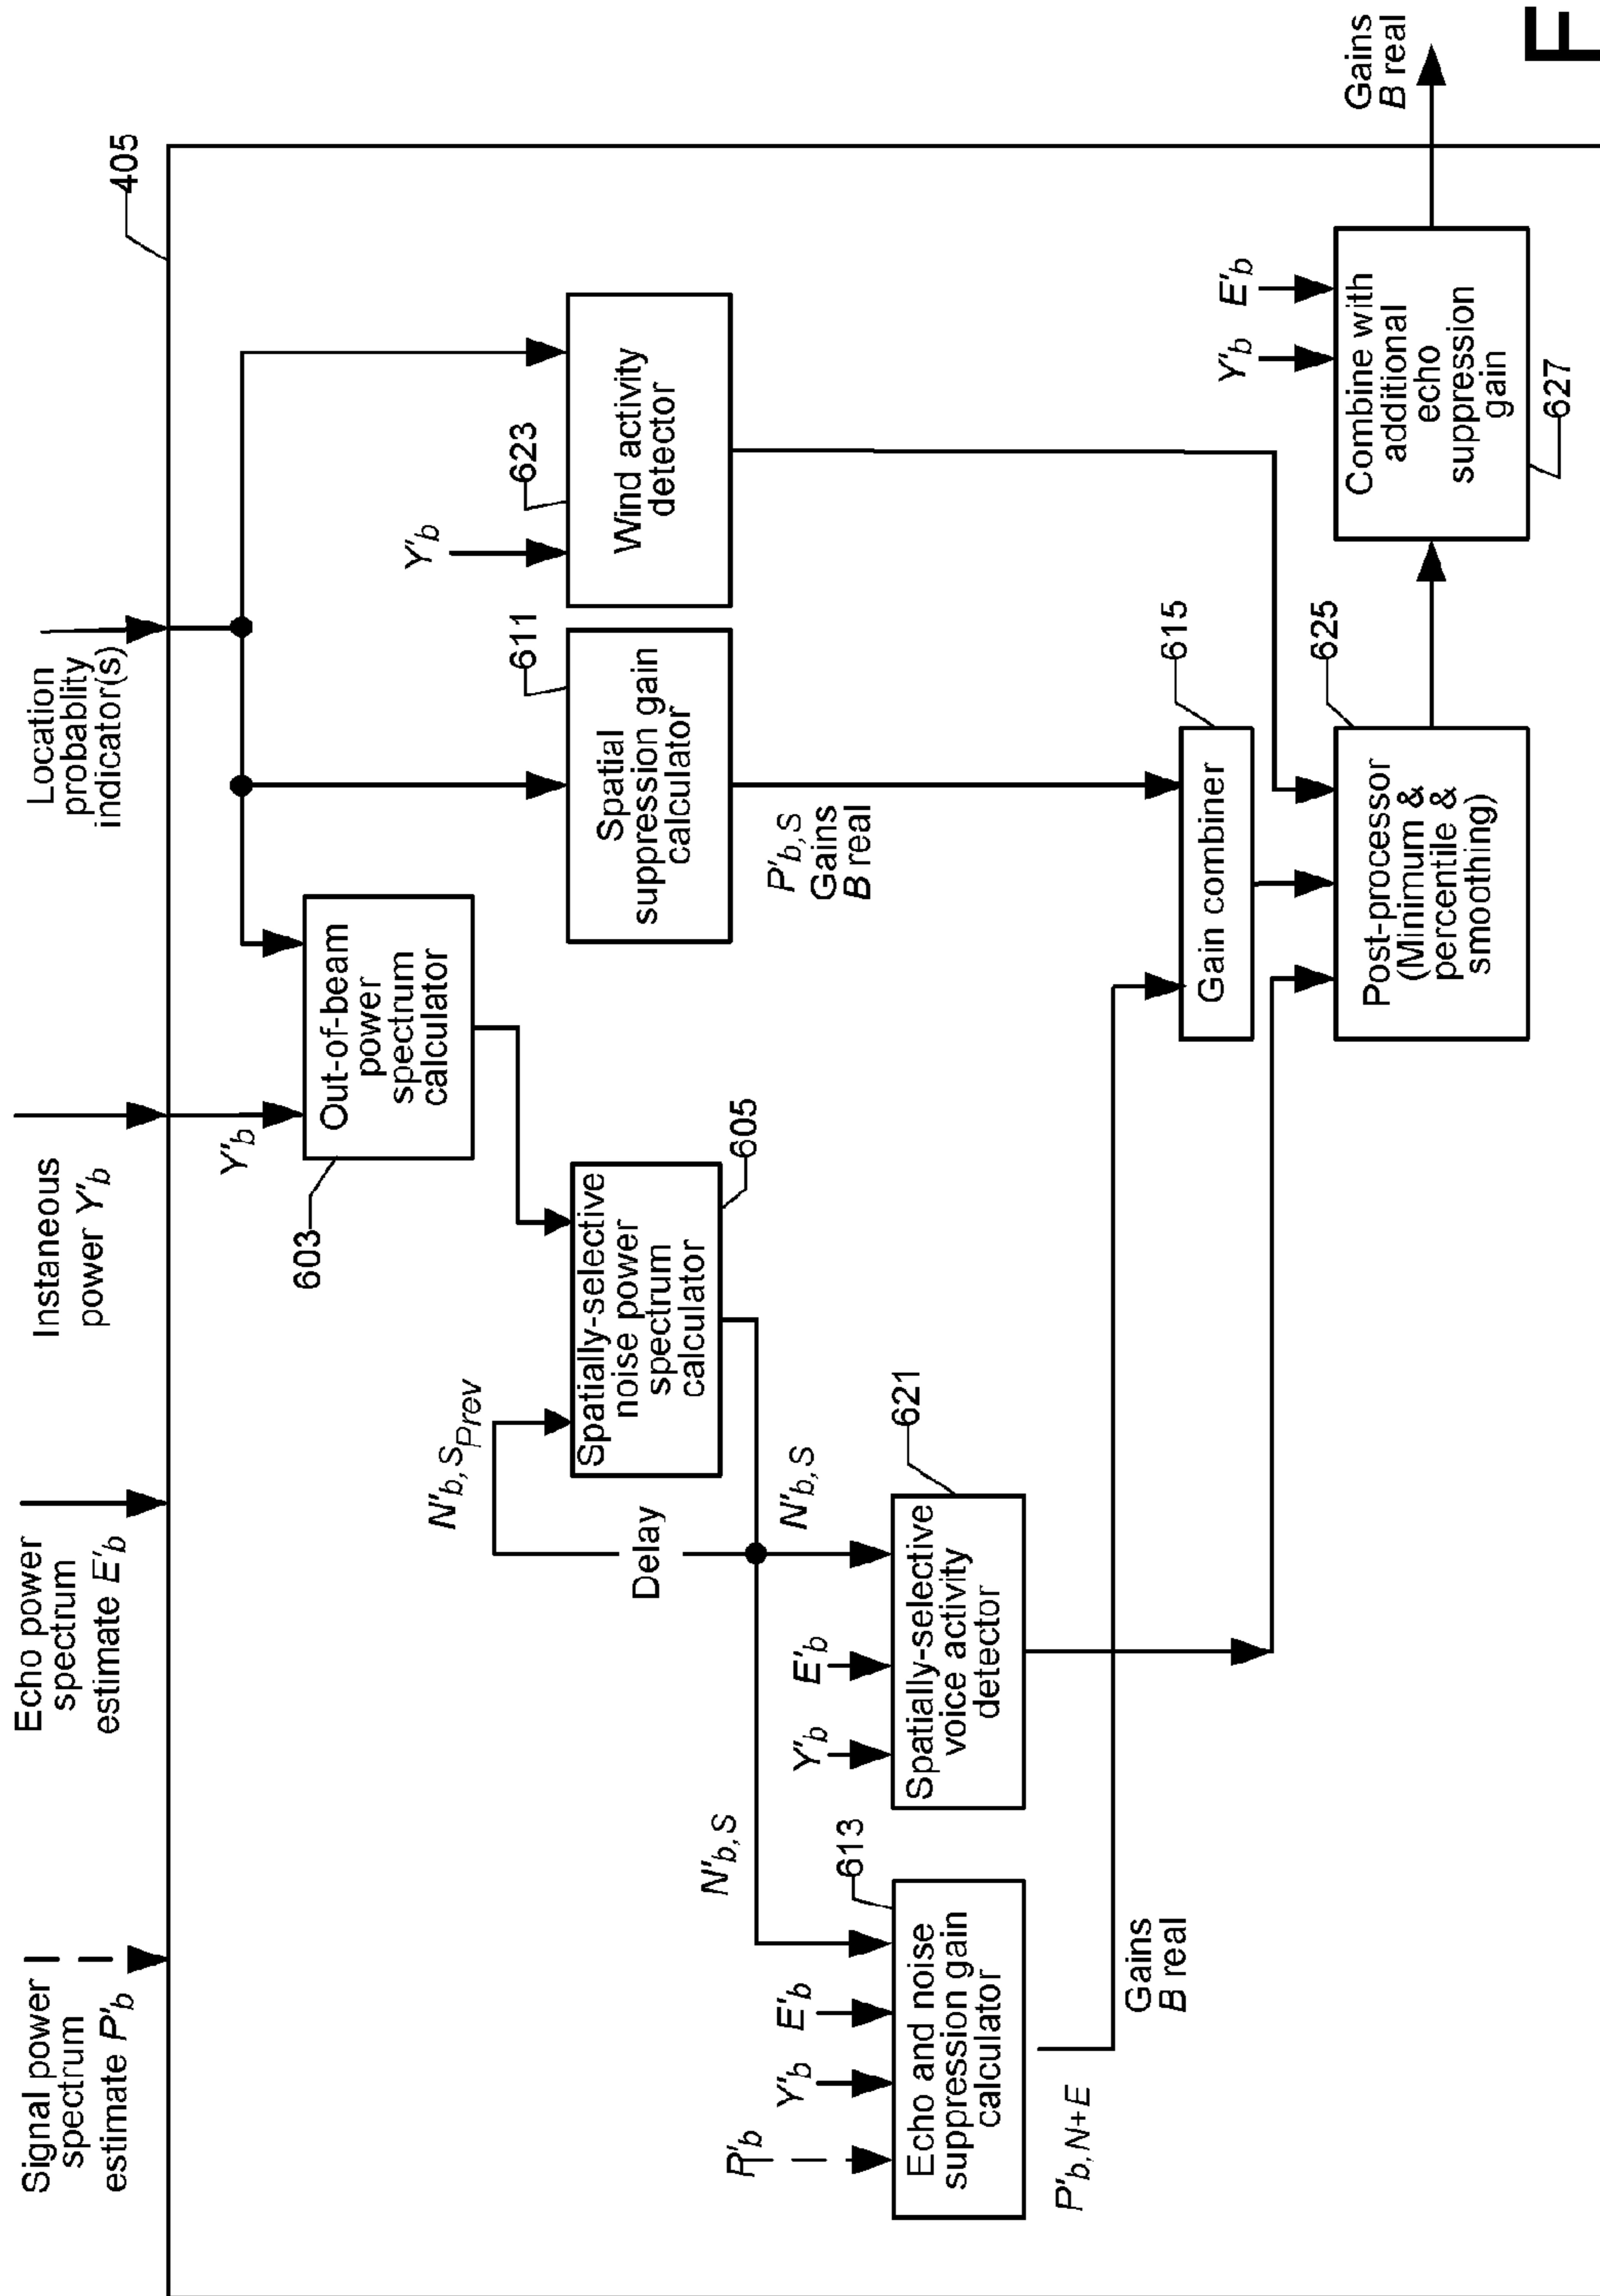 Signal power
spectrum
estimate P'b
Echo power
spectrum
estimate E'b
Instaneous
power Y'b
Location
probablity
indicator(s)
405
Y'b
603
Out-of-beam
power
spectrum
calculator
N'b,SPrev
Delay
Spatially-selective
noise power
spectrum
calculator
605
611
Spatial
suppression gain
calculator
Y'b
623
Wind activity
detector
N'b,S
N'b,S
P'b
Y'b
E'b
613
Echo and noise
suppression gain
calculator
Y'b
E'b
621
Spatially-selective
voice activity
detector
P'b,S
Gains
B real
P'b,N+E
Gains
B real
615
Gain combiner
625
Post-processor
(Minimum &
percentile &
smoothing)
Y'b
E'b
Combine with
additional
echo
suppression
gain
627
Gains
B real
F